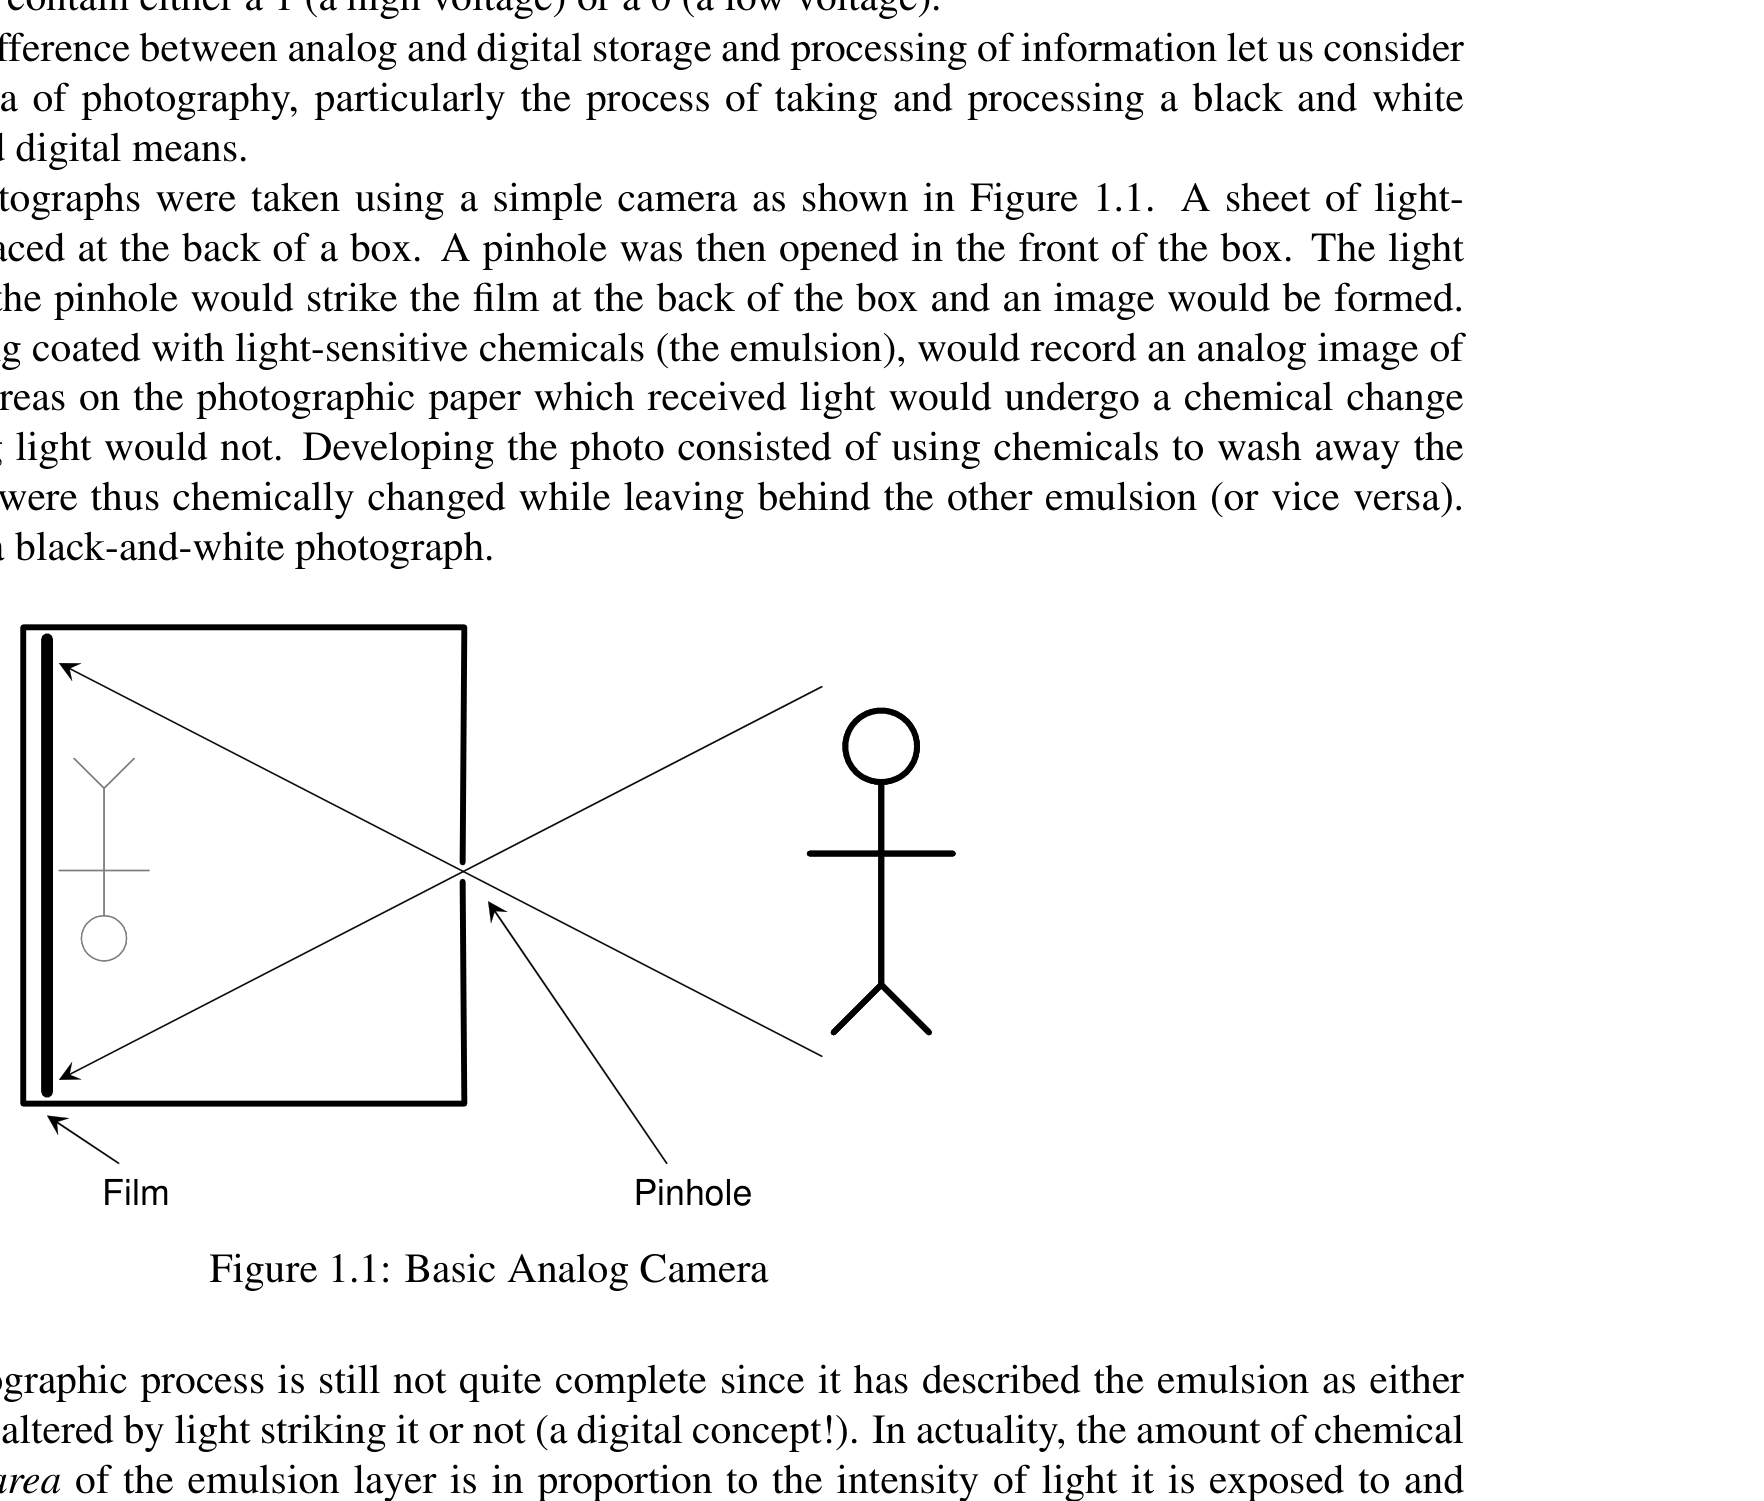 contain either a 1 (a high voltage) or a 0 (a low voltage).
fference between analog and digital storage and processing of information let us consider
a of photography, particularly the process of taking and processing a black and white
digital means.
tographs were taken using a simple camera as shown in Figure 1.1. A sheet of light-
aced at the back of a box. A pinhole was then opened in the front of the box. The light
the pinhole would strike the film at the back of the box and an image would be formed.
g coated with light-sensitive chemicals (the emulsion), would record an analog image of
reas on the photographic paper which received light would undergo a chemical change
light would not. Developing the photo consisted of using chemicals to wash away the
were thus chemically changed while leaving behind the other emulsion (or vice versa).
a black-and-white photograph.
Film
Pinhole
Figure 1.1: Basic Analog Camera
ographic process is still not quite complete since it has described the emulsion as either
altered by light striking it or not (a digital concept!). In actuality, the amount of chemical
area of the emulsion layer is in proportion to the intensity of light it is exposed to and